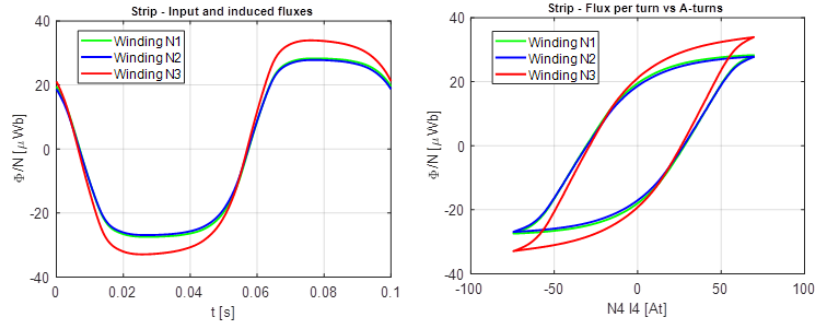 Strip - Input and induced fluxes
Winding N1
Winding N2
Winding N3
40
20
0
-20
-40
Φ/N [μ Wb]
0
0.02
0.04
0.06
0.08
0.1
t [s]
Strip - Flux per turn vs A-turns
Winding N1
Winding N2
Winding N3
40
20
0
-20
-40
Φ/N [μ Wb]
-100
-50
0
50
100
N4 I4 [At]